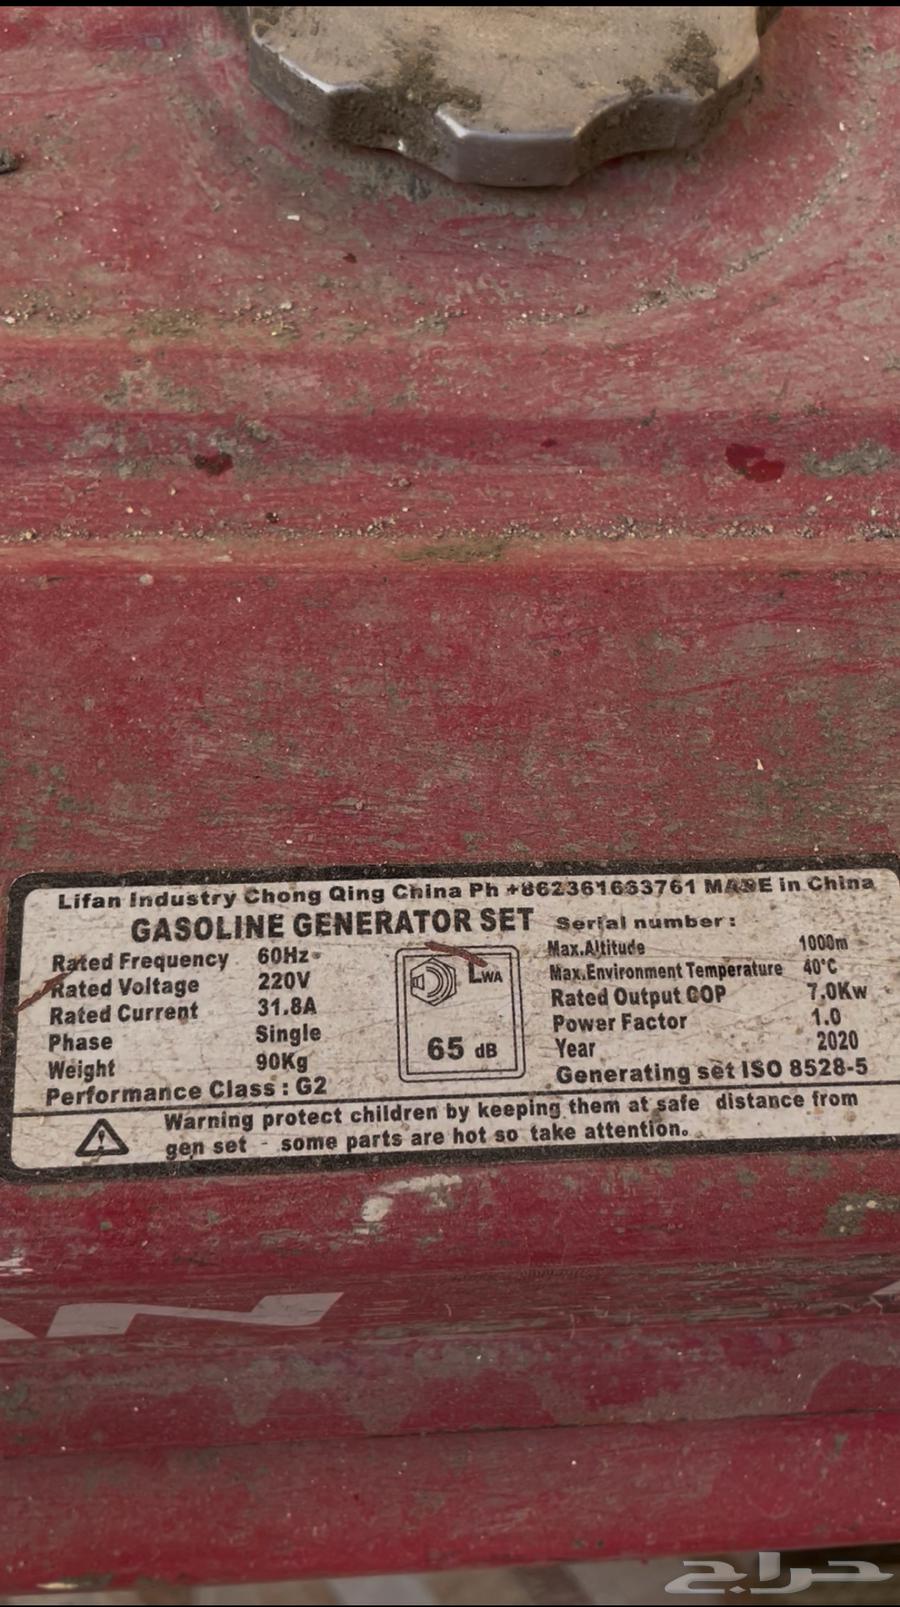 Lifan Industry Chong Qing China Ph +862361663761 MADE in China
GASOLINE GENERATOR SET Serial number:
Rated Frequency 60Hz
Rated Voltage 220V
Rated Current 31.8A
Phase Single
Weight 90Kg
Performance Class : G2
LWA
65 dB
Max.Altitude 1000m
Max.Environment Temperature 40°C
Rated Output COP 7.0Kw
Power Factor 1.0
Year 2020
Generating set ISO 8528-5
Warning protect children by keeping them at safe distance from
gen set - some parts are hot so take attention.
حراج